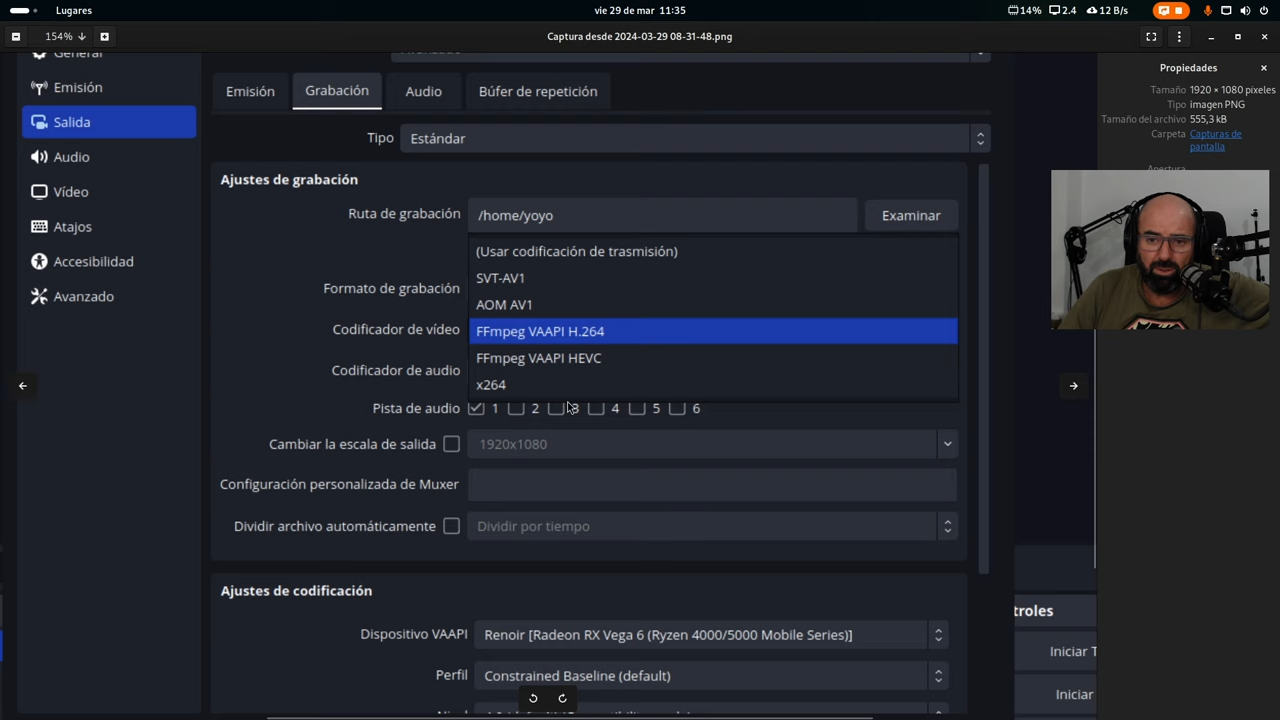 Lugares
vie 29 de mar 11:35
14%
2.4
12 B/s
154%
Captura desde 2024-03-29 08-31-48.png
General
Propiedades
Emisión
Emisión
Grabación
Audio
Búfer de repetición
Tamaño 1920 × 1080 píxeles
Tipo imagen PNG
Tamaño del archivo 555,3 kB
Carpeta Capturas de
pantalla
Apertura
Salida
Tipo
Estándar
Audio
Ajustes de grabación
Vídeo
Ruta de grabación
/home/yoyo
Examinar
Atajos
(Usar codificación de trasmisión)
Accesibilidad
SVT-AV1
Formato de grabación
Avanzado
AOM AV1
Codificador de vídeo
FFmpeg VAAPI H.264
FFmpeg VAAPI HEVC
Codificador de audio
x264
Pista de audio
1 2 3 4 5 6
Cambiar la escala de salida
1920x1080
Configuración personalizada de Muxer
Dividir archivo automáticamente
Dividir por tiempo
Ajustes de codificación
troles
Dispositivo VAAPI
Renoir [Radeon RX Vega 6 (Ryzen 4000/5000 Mobile Series)]
Iniciar T
Perfil
Constrained Baseline (default)
Iniciar